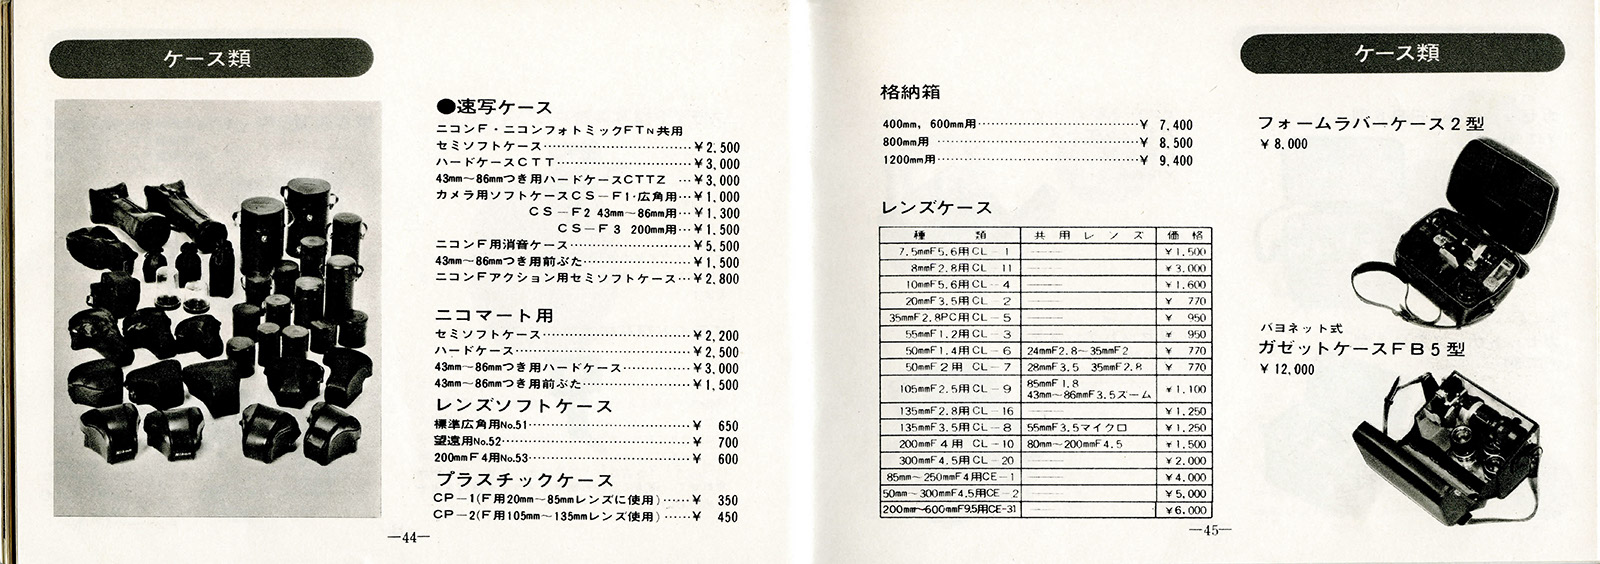 ケース類
●速写ケース
ニコンF・ニコンフォトミックFTN共用
セミソフトケース…………………¥2,500
ハードケースCTT………………¥3,000
43mm〜86mmつき用ハードケースCTTZ…¥3,000
カメラ用ソフトケースCS－F1・広角用…¥1,000
CS－F2 43mm〜86mm用…¥1,300
CS－F3 200mm用…¥1,500
ニコンF用消音ケース………………¥5,500
43mm〜86mmつき用前ぶた…………¥1,500
ニコンFアクション用セミソフトケース…¥2,800
ニコマート用
セミソフトケース…………………¥2,200
ハードケース……………………¥2,500
43mm〜86mmつき用ハードケース………¥3,000
43mm〜86mmつき用前ぶた…………¥1,500
レンズソフトケース
標準広角用No.51…………………¥ 650
望遠用No.52……………………¥ 700
200mmF4用No.53…………………¥ 600
プラスチックケース
CP－1(F用20mm〜85mmレンズに使用)……¥ 350
CP－2(F用105mm〜135mmレンズ使用)……¥ 450
—44—
ケース類
格納箱
400mm, 600mm用…………………¥ 7,400
800mm用………………………¥ 8,500
1200mm用………………………¥ 9,400
レンズケース
種 類 共用レンズ 価格
7.5mmF5.6用CL－1 ―― ¥1,500
8mmF2.8用CL－11 ―― ¥3,000
10mmF5.6用CL－4 ―― ¥1,600
20mmF3.5用CL－2 ―― ¥ 770
35mmF2.8PC用CL－5 ―― ¥ 950
55mmF1.2用CL－3 ―― ¥ 950
50mmF1.4用CL－6 24mmF2.8〜35mmF2 ¥ 770
50mmF2用CL－7 28mmF3.5 35mmF2.8 ¥ 770
105mmF2.5用CL－9 85mmF1.8 43mm〜86mmF3.5ズーム ¥1,100
135mmF2.8用CL－16 ―― ¥1,250
135mmF3.5用CL－8 55mmF3.5マイクロ ¥1,250
200mmF4用CL－10 80mm〜200mmF4.5 ¥1,500
300mmF4.5用CL－20 ―― ¥2,000
85mm〜250mmF4用CE－1 ―― ¥4,000
50mm〜300mmF4.5用CE－2 ―― ¥5,000
200mm〜600mmF9.5用CE-31 ―― ¥6,000
フォームラバーケース2型
¥8,000
バヨネット式
ガゼットケースFB5型
¥12,000
—45—